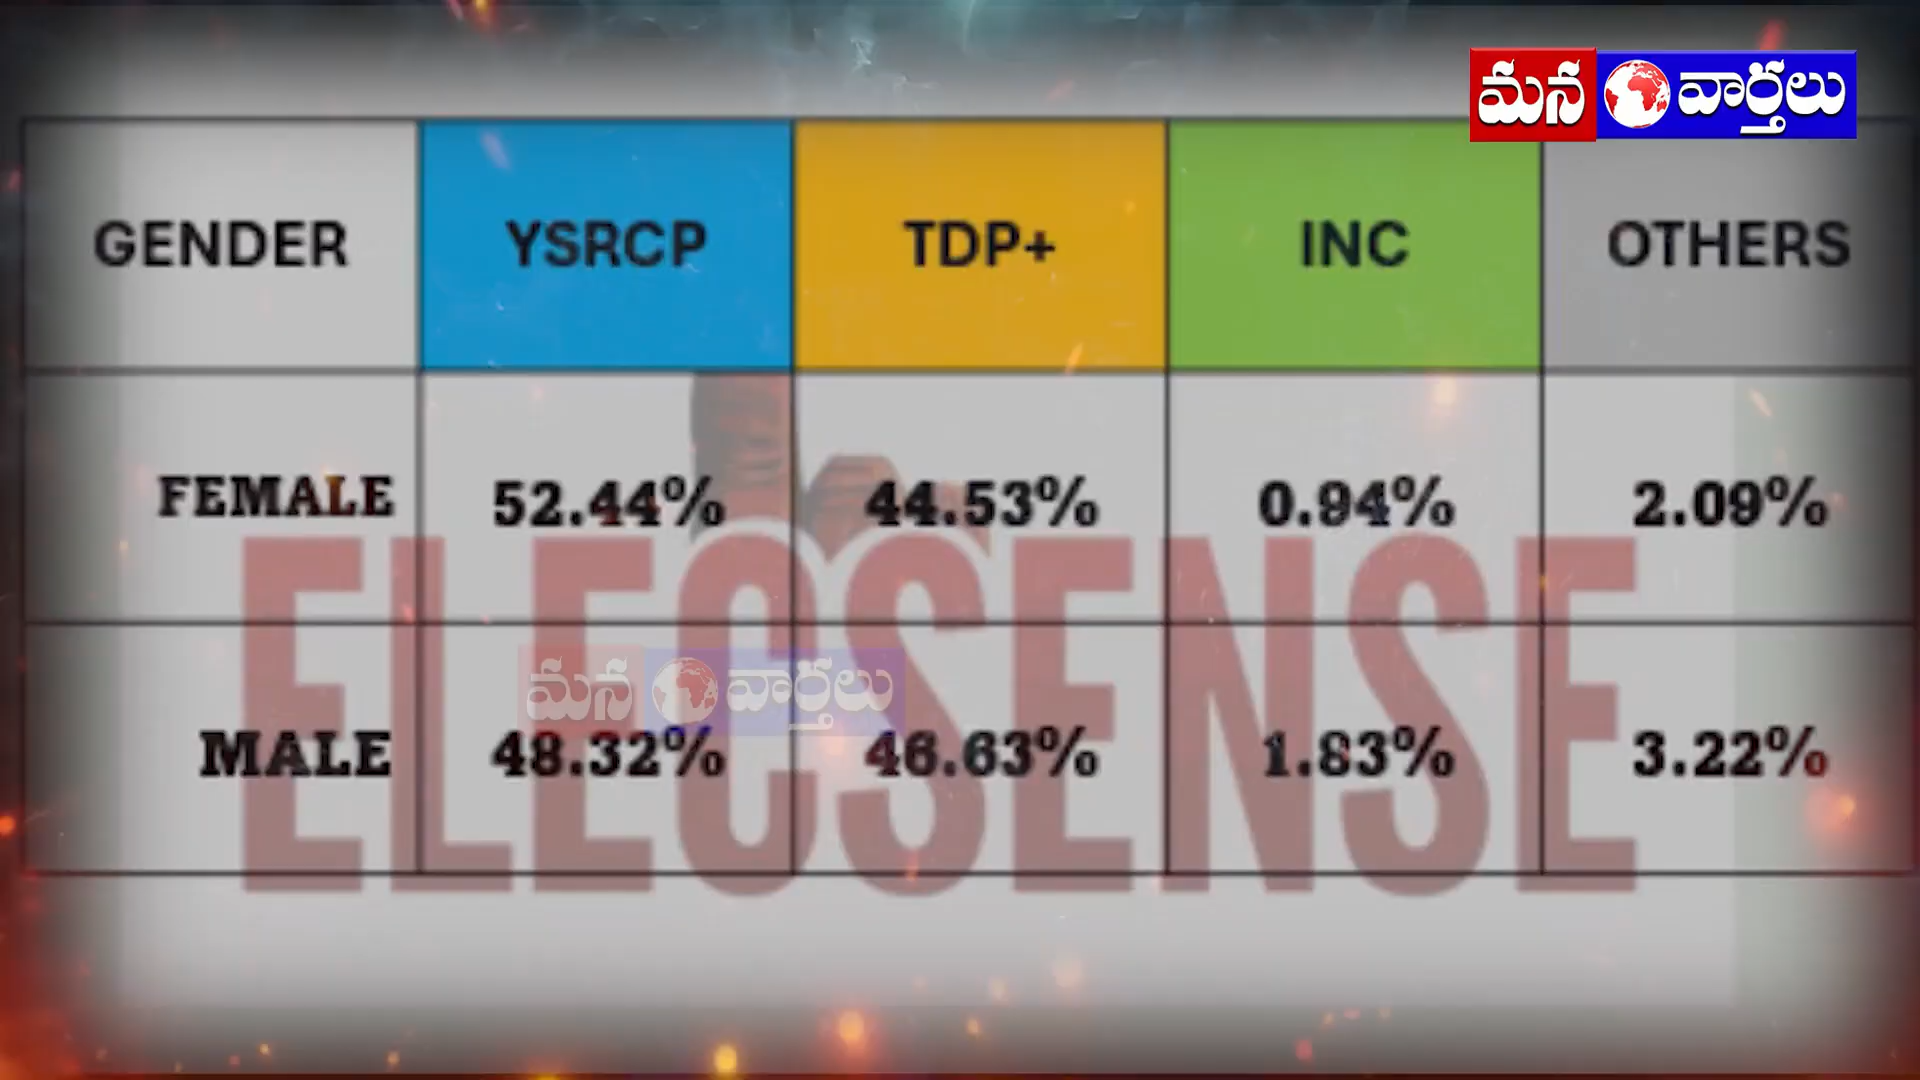 మన వార్తలు
GENDER YSRCP TDP+ INC OTHERS
FEMALE 52.44% 44.53% 0.94% 2.09%
ELECSENSE
మన వార్తలు
MALE 48.32% 46.63% 1.83% 3.22%